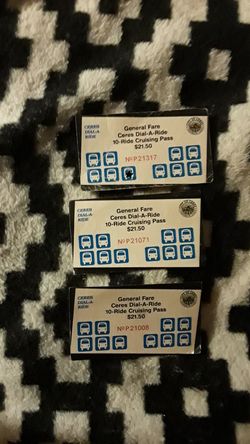 CERES
DIAL-A-
RIDE
General Fare
Ceres Dial-A-Ride
10-Ride Cruising Pass
$21.50
No P21317
CERES
DIAL-A-
RIDE
General Fare
Ceres Dial-A-Ride
10-Ride Cruising Pass
$21.50
No P21071
CERES
DIAL-A-
RIDE
General Fare
Ceres Dial-A-Ride
10-Ride Cruising Pass
$21.50
No P21008